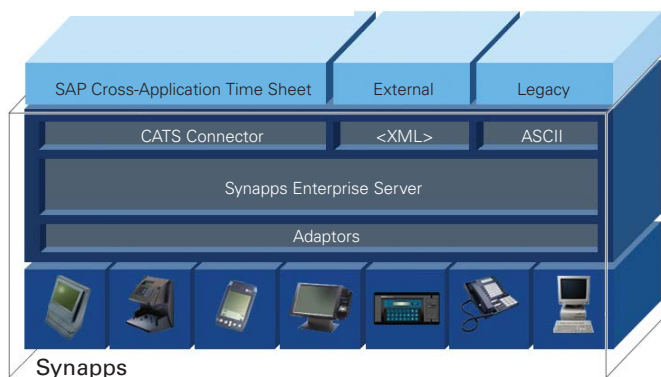 SAP Cross-Application Time Sheet External Legacy
CATS Connector <XML> ASCII
Synapps Enterprise Server
Adaptors
Synapps